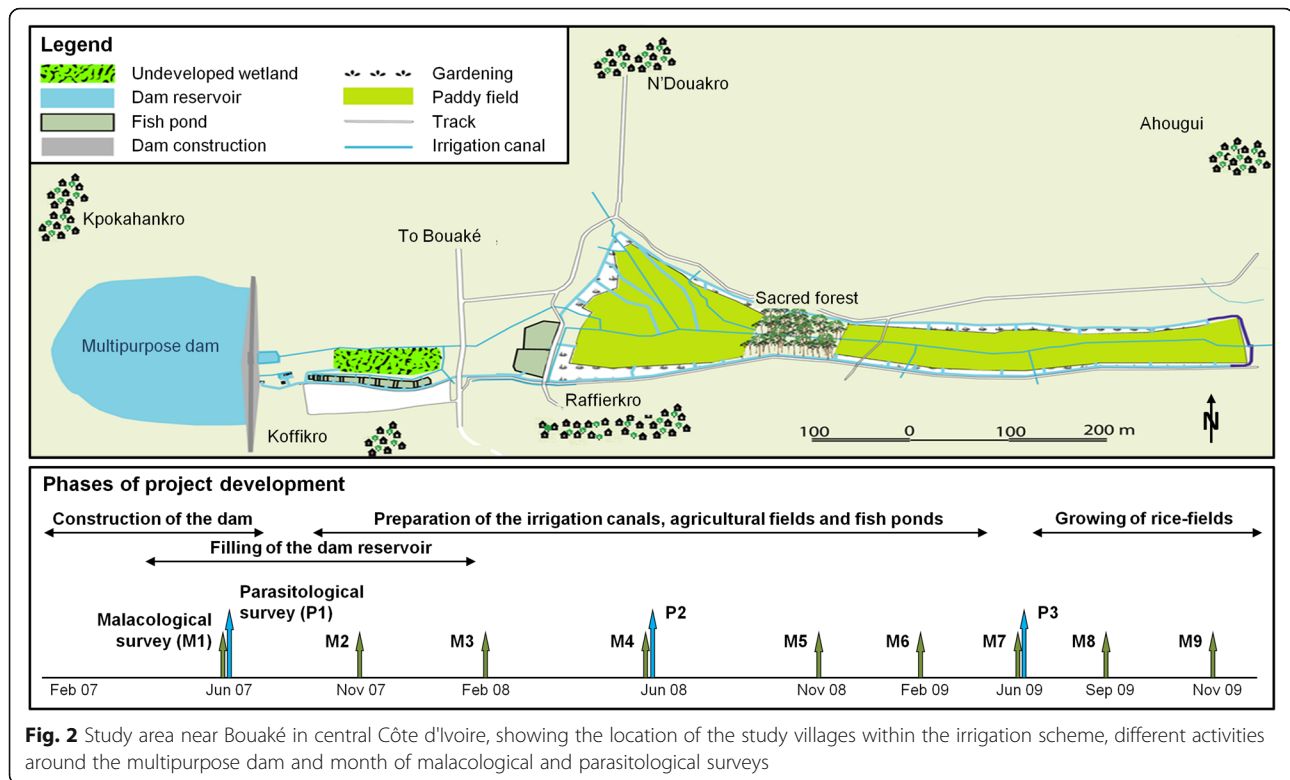 Legend
Undeveloped wetland
Dam reservoir
Fish pond
Dam construction
Gardening
Paddy field
Track
Irrigation canal
N'Douakro
Ahougui
Kpokahankro
To Bouaké
Sacred forest
Multipurpose dam
Raffierkro
Koffikro
100 0 100 200 m
N
Phases of project development
Construction of the dam
Preparation of the irrigation canals, agricultural fields and fish ponds
Growing of rice-fields
Filling of the dam reservoir
Malacological
survey (M1)
Parasitological
survey (P1)
M2
M3
M4
P2
M5
M6
M7
P3
M8
M9
Feb 07
Jun 07
Nov 07
Feb 08
Jun 08
Nov 08
Feb 09
Jun 09
Sep 09
Nov 09
Fig. 2 Study area near Bouaké in central Côte d'Ivoire, showing the location of the study villages within the irrigation scheme, different activities
around the multipurpose dam and month of malacological and parasitological surveys